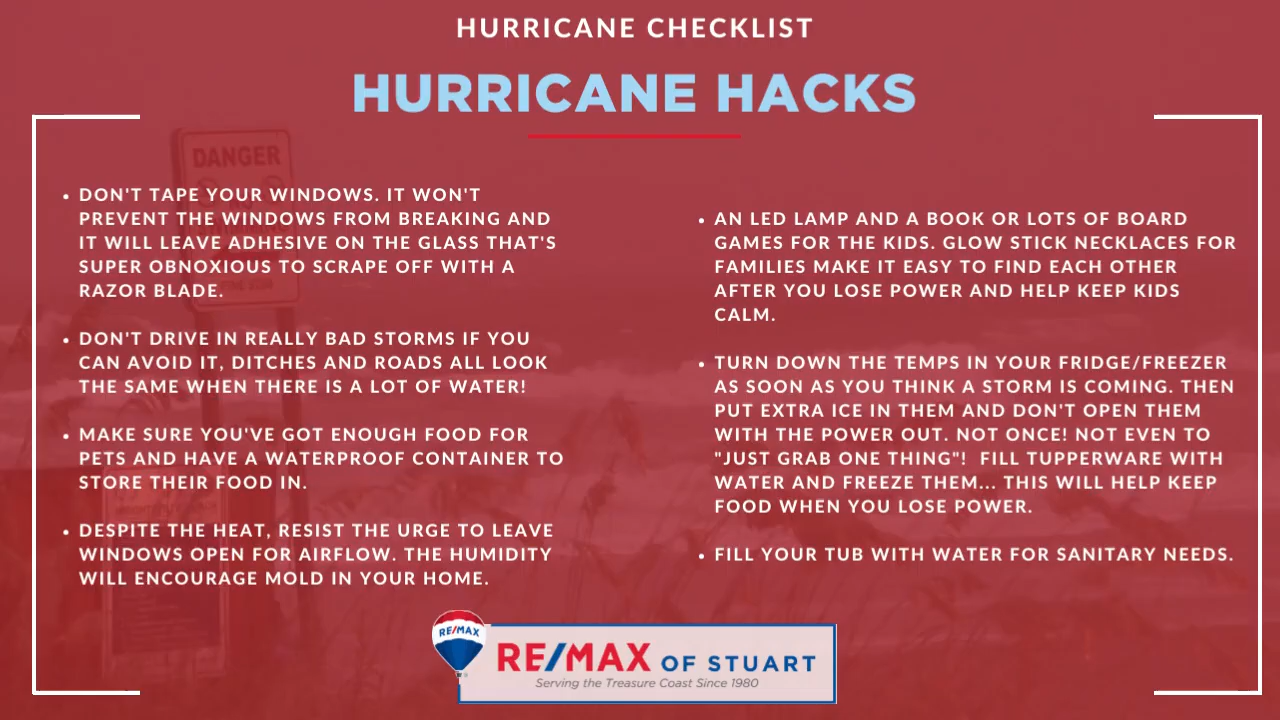 HURRICANE CHECKLIST
HURRICANE HACKS
DANGER
• DON'T TAPE YOUR WINDOWS. IT WON'T
PREVENT THE WINDOWS FROM BREAKING AND
IT WILL LEAVE ADHESIVE ON THE GLASS THAT'S
SUPER OBNOXIOUS TO SCRAPE OFF WITH A
RAZOR BLADE.
• DON'T DRIVE IN REALLY BAD STORMS IF YOU
CAN AVOID IT, DITCHES AND ROADS ALL LOOK
THE SAME WHEN THERE IS A LOT OF WATER!
• MAKE SURE YOU'VE GOT ENOUGH FOOD FOR
PETS AND HAVE A WATERPROOF CONTAINER TO
STORE THEIR FOOD IN.
• DESPITE THE HEAT, RESIST THE URGE TO LEAVE
WINDOWS OPEN FOR AIRFLOW. THE HUMIDITY
WILL ENCOURAGE MOLD IN YOUR HOME.
• AN LED LAMP AND A BOOK OR LOTS OF BOARD
GAMES FOR THE KIDS. GLOW STICK NECKLACES FOR
FAMILIES MAKE IT EASY TO FIND EACH OTHER
AFTER YOU LOSE POWER AND HELP KEEP KIDS
CALM.
• TURN DOWN THE TEMPS IN YOUR FRIDGE/FREEZER
AS SOON AS YOU THINK A STORM IS COMING. THEN
PUT EXTRA ICE IN THEM AND DON'T OPEN THEM
WITH THE POWER OUT. NOT ONCE! NOT EVEN TO
"JUST GRAB ONE THING"! FILL TUPPERWARE WITH
WATER AND FREEZE THEM... THIS WILL HELP KEEP
FOOD WHEN YOU LOSE POWER.
• FILL YOUR TUB WITH WATER FOR SANITARY NEEDS.
RE/MAX
RE/MAX OF STUART
Serving the Treasure Coast Since 1980